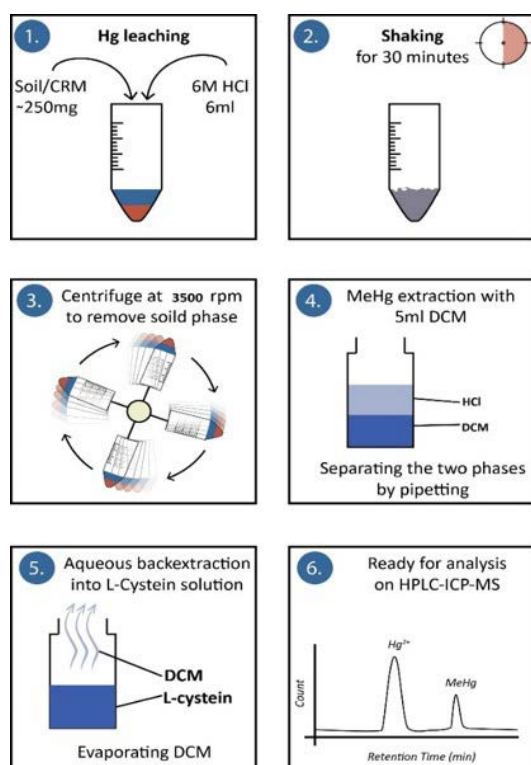 1.
Hg leaching
Soil/CRM
~250mg
6M HCl
6ml
2.
Shaking
for 30 minutes
3.
Centrifuge at 3500 rpm
to remove soild phase
4.
MeHg extraction with
5ml DCM
HCl
DCM
Separating the two phases
by pipetting
5.
Aqueous backextraction
into L-Cystein solution
DCM
L-cystein
Evaporating DCM
6.
Ready for analysis
on HPLC-ICP-MS
Hg²⁺
MeHg
Count
Retention Time (min)